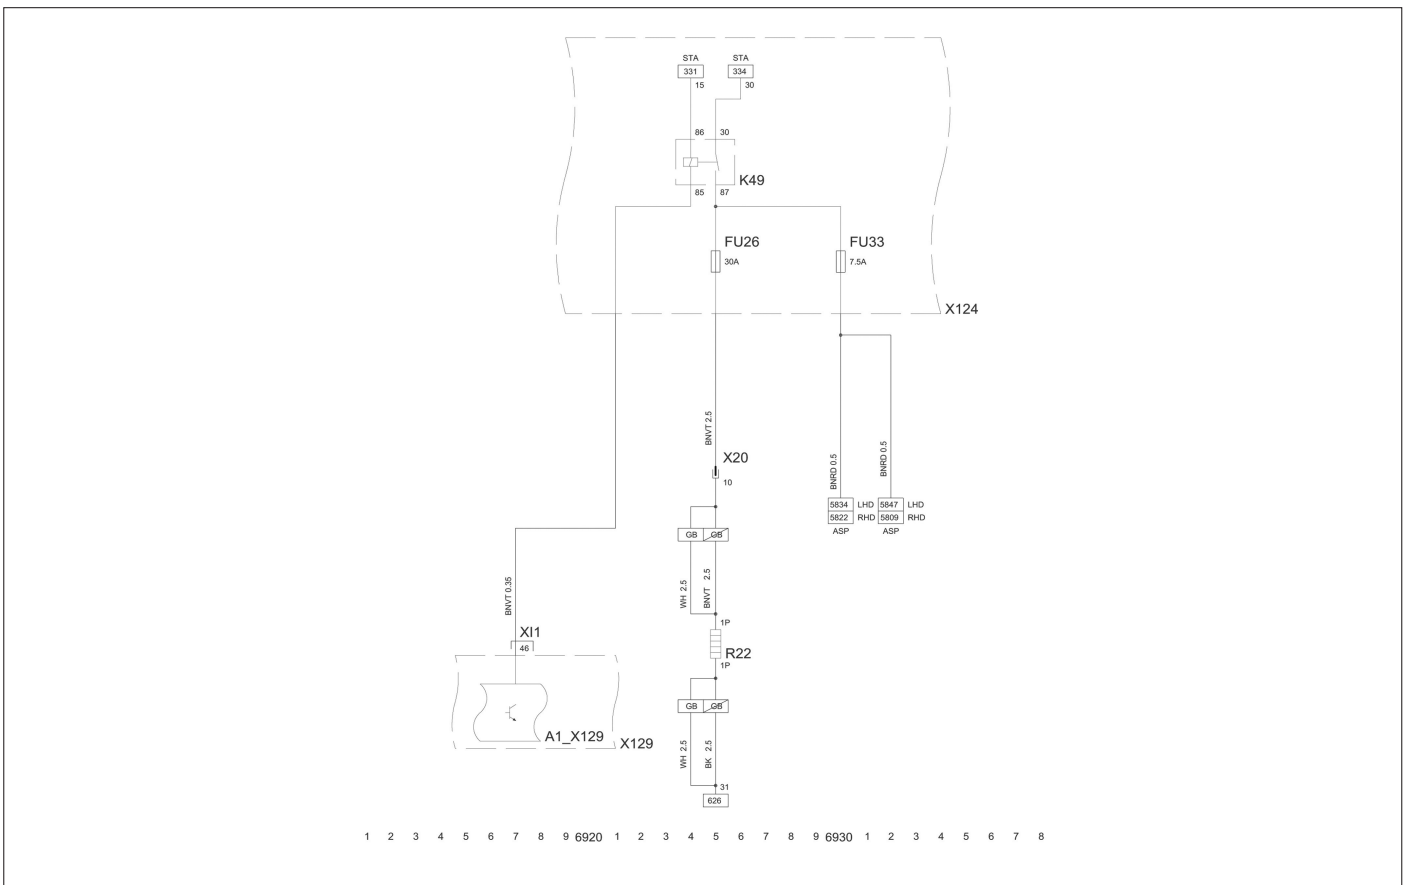 STA STA
331 334
15 30
86 30
K49
85 87
FU26 FU33
30A 7.5A
X124
BNVT 2.5
X20
10
BNRD 0.5 BNRD 0.5
5834 LHD 5847 LHD
5822 RHD 5809 RHD
ASP ASP
GB GB
BNVT 0.35
WH 2.5 BNVT 2.5
1P
XI1
46
R22
1P
GB GB
A1_X129
X129
WH 2.5 BK 2.5
31
626
1 2 3 4 5 6 7 8 9 6920 1 2 3 4 5 6 7 8 9 6930 1 2 3 4 5 6 7 8